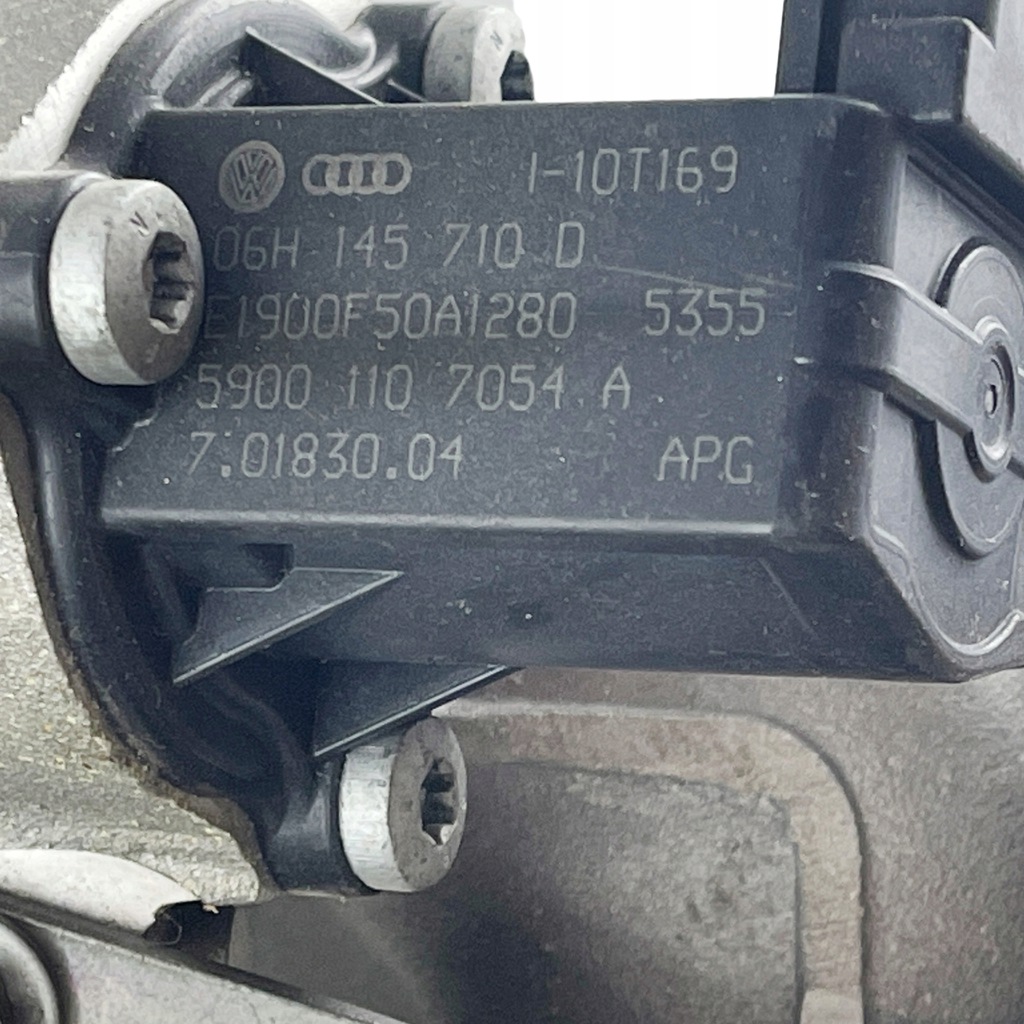 1-10T169
06H 145 710 D
E1900F50A1280 5355
5900 110 7054 A
7.01830.04 APG